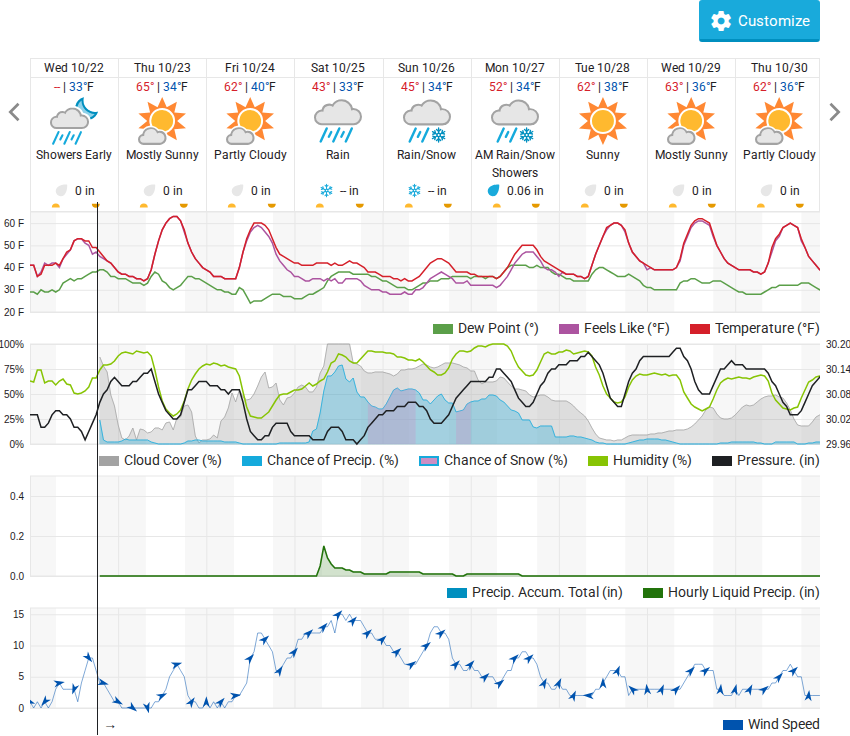 Customize
Wed 10/22 Thu 10/23 Fri 10/24 Sat 10/25 Sun 10/26 Mon 10/27 Tue 10/28 Wed 10/29 Thu 10/30
-- | 33°F 65° | 34°F 62° | 40°F 43° | 33°F 45° | 34°F 52° | 34°F 62° | 38°F 63° | 36°F 62° | 36°F
Showers Early Mostly Sunny Partly Cloudy Rain Rain/Snow AM Rain/Snow Sunny Mostly Sunny Partly Cloudy
Showers
0 in 0 in 0 in -- in -- in 0.06 in 0 in 0 in 0 in
60 F
50 F
40 F
30 F
20 F
Dew Point (°) Feels Like (°F) Temperature (°F)
100% 30.20
75% 30.14
50% 30.08
25% 30.02
0% 29.96
Cloud Cover (%) Chance of Precip. (%) Chance of Snow (%) Humidity (%) Pressure. (in)
0.4
0.2
0.0
Precip. Accum. Total (in) Hourly Liquid Precip. (in)
15
10
5
0
→
Wind Speed